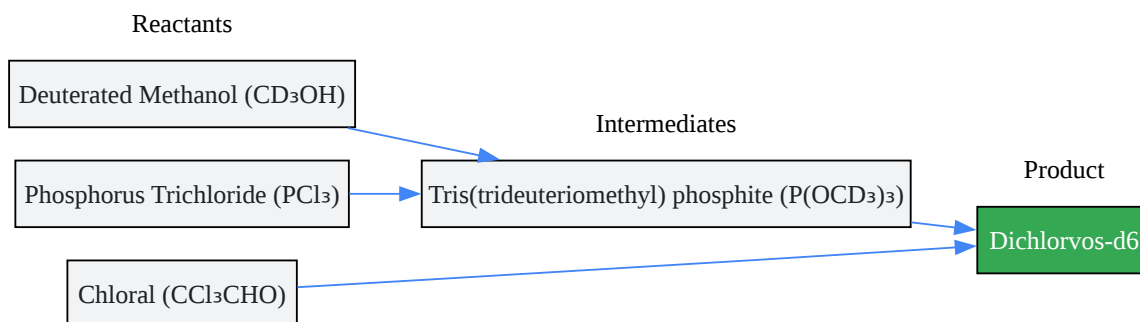 Reactants
Deuterated Methanol (CD₃OH)
Intermediates
Phosphorus Trichloride (PCl₃)
Tris(trideuteriomethyl) phosphite (P(OCD₃)₃)
Product
Dichlorvos-d6
Chloral (CCl₃CHO)